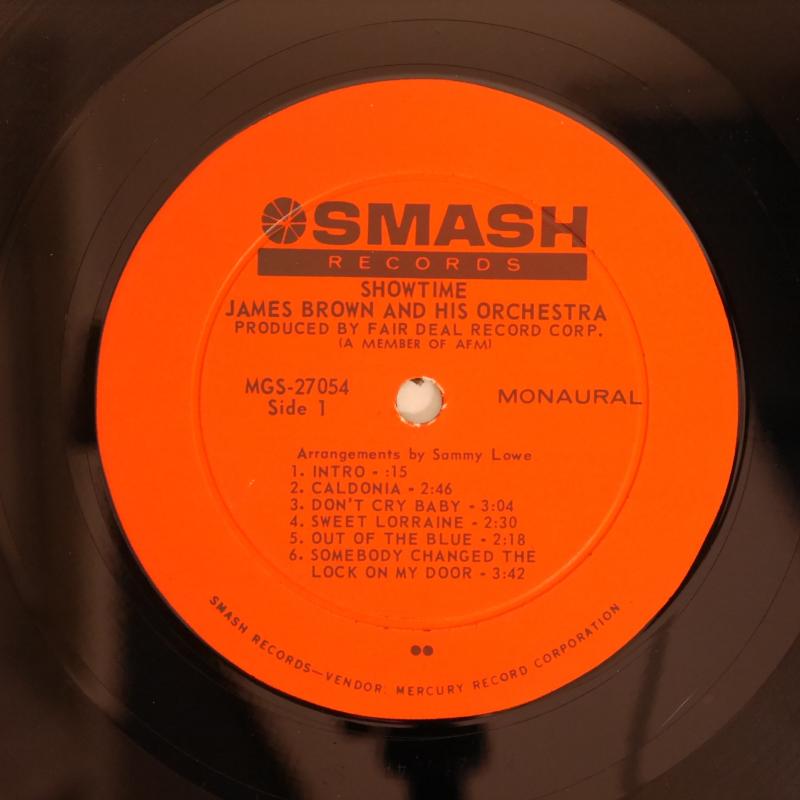 SMASH
RECORDS
SHOWTIME
JAMES BROWN AND HIS ORCHESTRA
PRODUCED BY FAIR DEAL RECORD CORP.
(A MEMBER OF AFM)
MGS-27054
Side 1
MONAURAL
Arrangements by Sammy Lowe
1. INTRO - :15
2. CALDONIA - 2:46
3. DON'T CRY BABY - 3:04
4. SWEET LORRAINE - 2:30
5. OUT OF THE BLUE - 2:18
6. SOMEBODY CHANGED THE
LOCK ON MY DOOR - 3:42
SMASH RECORDS—VENDOR: MERCURY RECORD CORPORATION